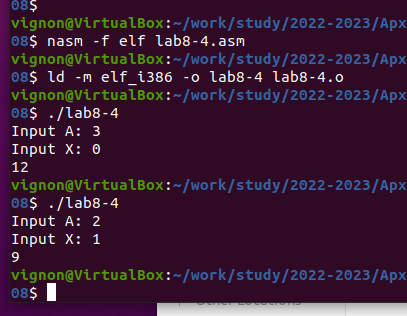 08$
vignon@VirtualBox:~/work/study/2022-2023/Apx
08$ nasm -f elf lab8-4.asm
vignon@VirtualBox:~/work/study/2022-2023/Apx
08$ ld -m elf_i386 -o lab8-4 lab8-4.o
vignon@VirtualBox:~/work/study/2022-2023/Apx
08$ ./lab8-4
Input A: 3
Input X: 0
12
vignon@VirtualBox:~/work/study/2022-2023/Apx
08$ ./lab8-4
Input A: 2
Input X: 1
9
vignon@VirtualBox:~/work/study/2022-2023/Apx
08$
Other Locations